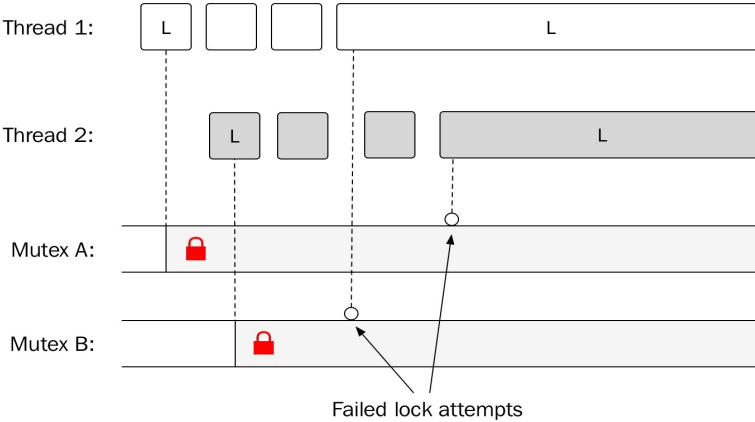 Thread 1:
L
L
Thread 2:
L
L
Mutex A:
Mutex B:
Failed lock attempts